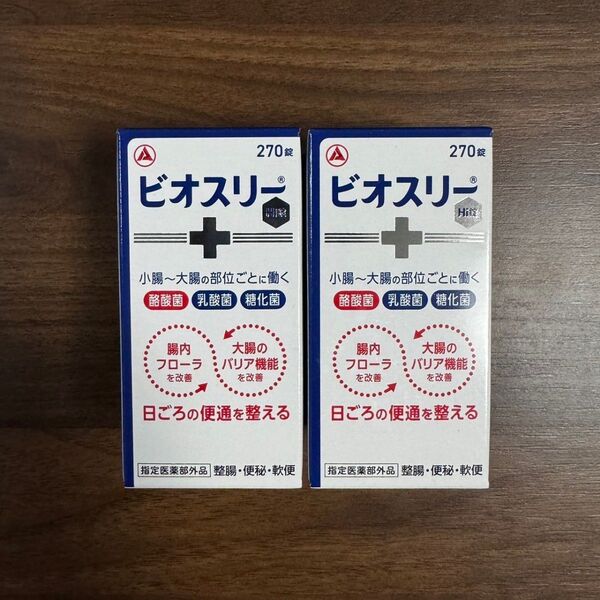 270錠
ビオスリー®
Hi錠
小腸～大腸の部位ごとに働く
酪酸菌 乳酸菌 糖化菌
腸内
フローラ
を改善
大腸の
バリア機能
を改善
日ごろの便通を整える
指定医薬部外品 整腸・便秘・軟便
270錠
ビオスリー®
Hi錠
小腸～大腸の部位ごとに働く
酪酸菌 乳酸菌 糖化菌
腸内
フローラ
を改善
大腸の
バリア機能
を改善
日ごろの便通を整える
指定医薬部外品 整腸・便秘・軟便